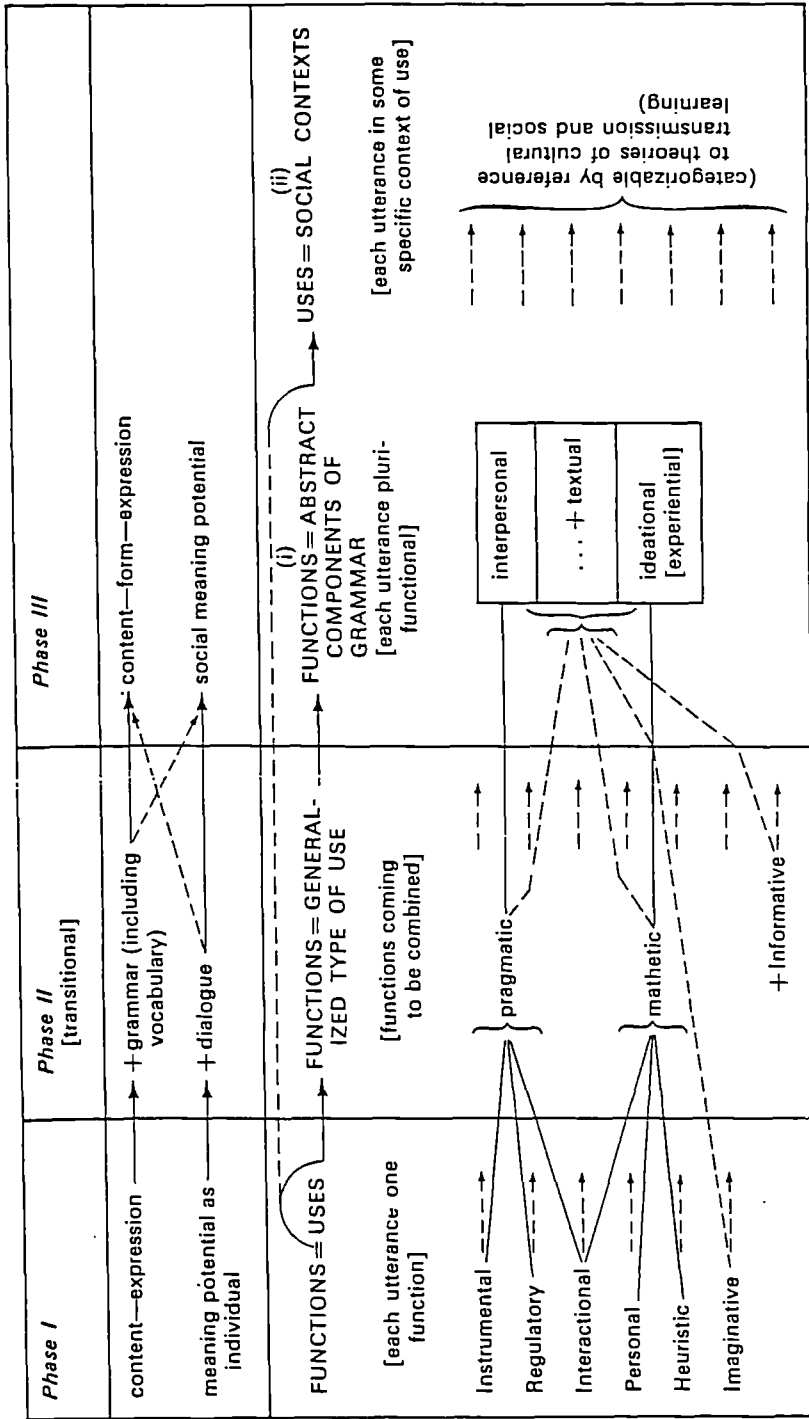 Phase I
Phase II
[transitional]
Phase III
content—expression
+ grammar (including
vocabulary)
content—form—expression
meaning potential as
individual
+ dialogue
social meaning potential
FUNCTIONS = USES
FUNCTIONS = GENERAL-
IZED TYPE OF USE
(i)
FUNCTIONS = ABSTRACT
COMPONENTS OF
GRAMMAR
(ii)
USES = SOCIAL CONTEXTS
[each utterance one
function]
[functions coming
to be combined]
[each utterance pluri-
functional]
[each utterance in some
specific context of use]
Instrumental
Regulatory
Interactional
Personal
Heuristic
Imaginative
pragmatic
mathetic
+ Informative
interpersonal
... + textual
ideational
[experiential]
(categorizable by reference
to theories of cultural
transmission and social
learning)